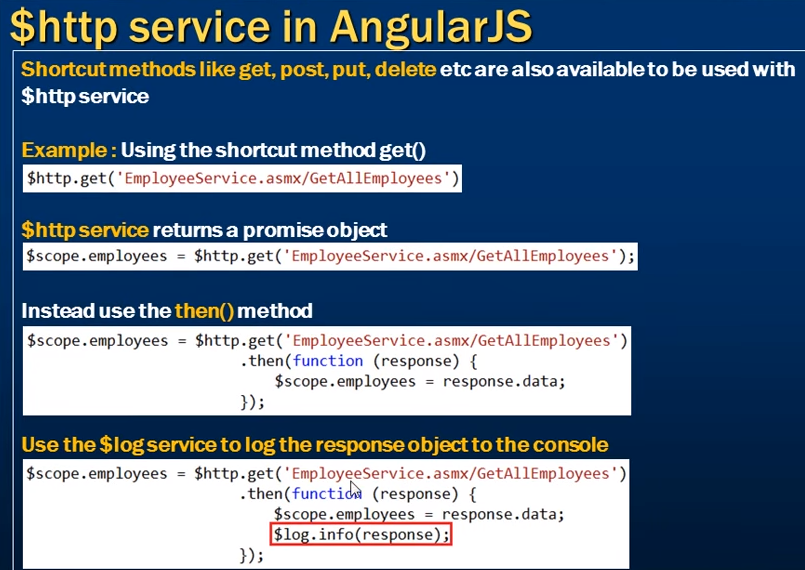 $http service in AngularJS
Shortcut methods like get, post, put, delete etc are also available to be used with
$http service
Example : Using the shortcut method get()
$http.get('EmployeeService.asmx/GetAllEmployees')
$http service returns a promise object
$scope.employees = $http.get('EmployeeService.asmx/GetAllEmployees');
Instead use the then() method
$scope.employees = $http.get('EmployeeService.asmx/GetAllEmployees')
.then(function (response) {
$scope.employees = response.data;
});
Use the $log service to log the response object to the console
$scope.employees = $http.get('EmployeeService.asmx/GetAllEmployees')
.then(function (response) {
$scope.employees = response.data;
$log.info(response);
});